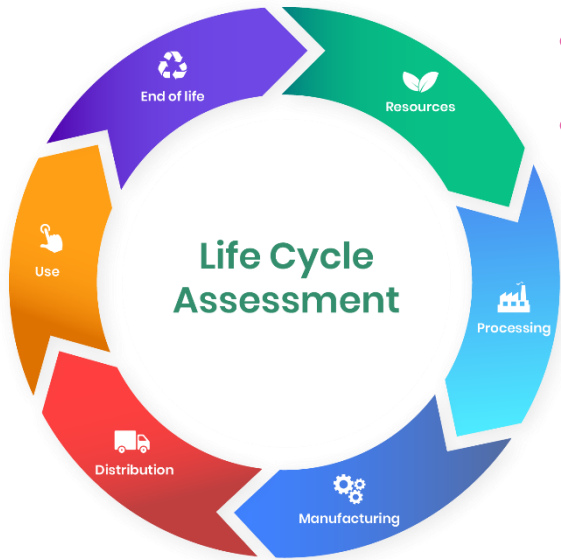 Life Cycle
Assessment
Resources
Processing
Manufacturing
Distribution
Use
End of life